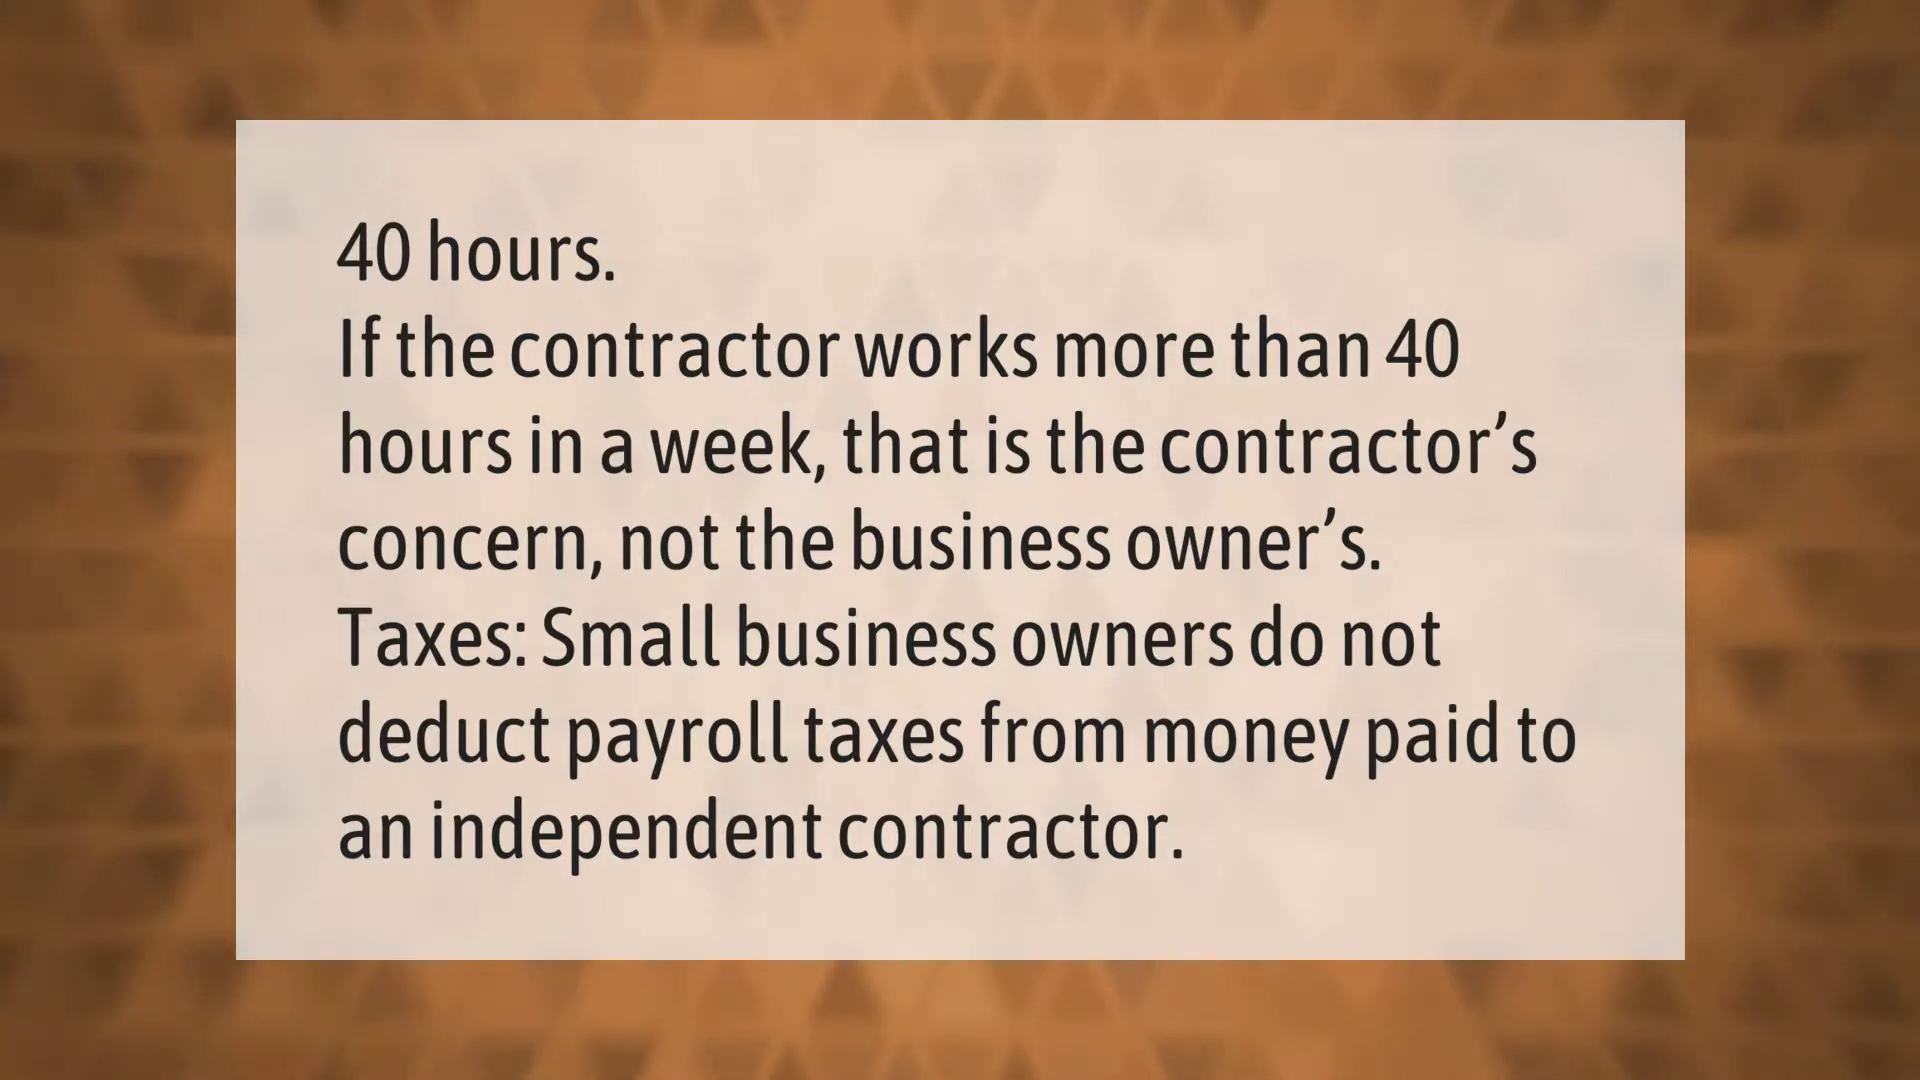 40 hours.
If the contractor works more than 40
hours in a week, that is the contractor’s
concern, not the business owner’s.
Taxes: Small business owners do not
deduct payroll taxes from money paid to
an independent contractor.